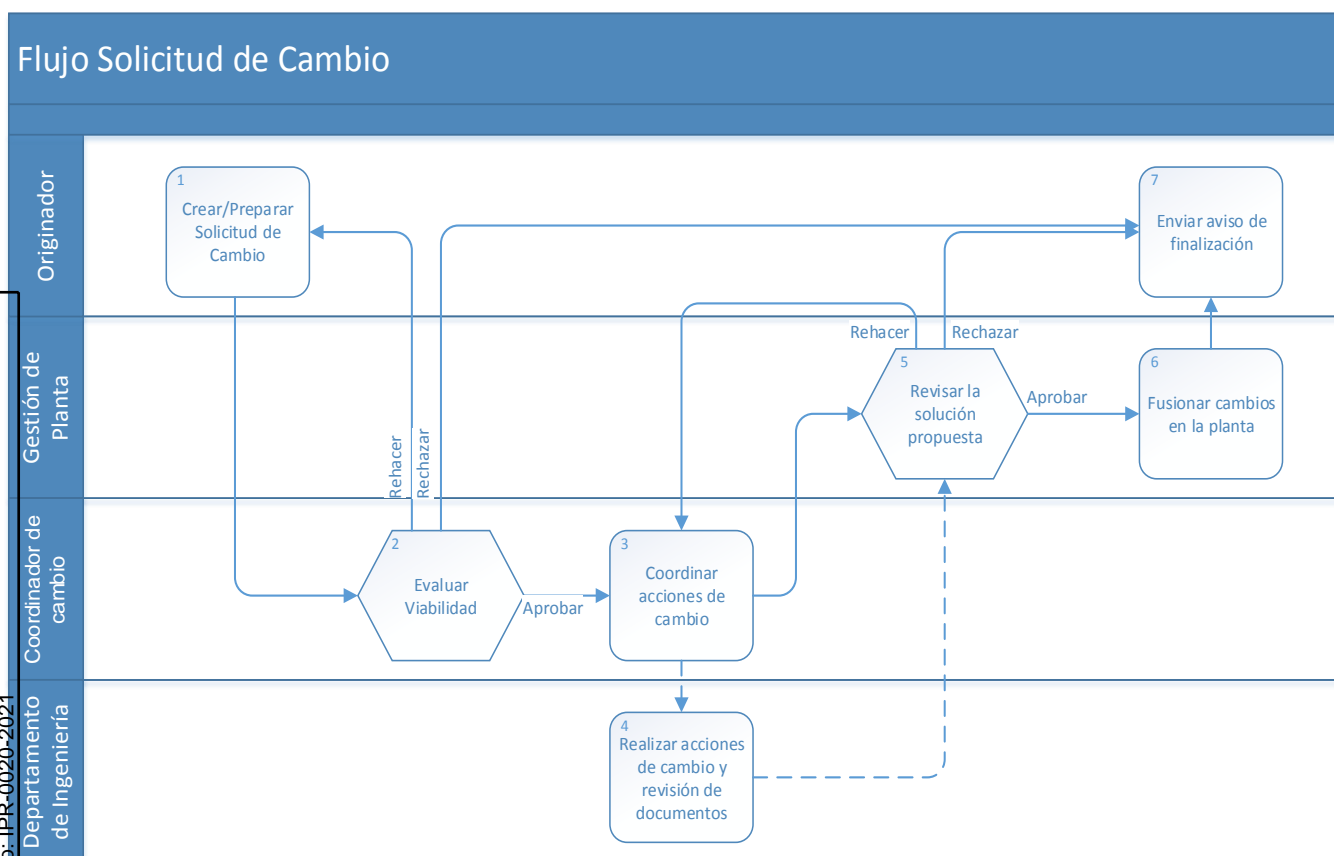 Flujo Solicitud de Cambio
Originador
1
Crear/Preparar
Solicitud de
Cambio
7
Enviar aviso de
finalización
Gestión de
Planta
Rehacer
Rechazar
5
Revisar la
solución
propuesta
Aprobar
6
Fusionar cambios
en la planta
Rehacer
Rechazar
Coordinador de
cambio
2
Evaluar
Viabilidad
Aprobar
3
Coordinar
acciones de
cambio
Departamento
de Ingeniería
4
Realizar acciones
de cambio y
revisión de
documentos
: IPR-0020-2021